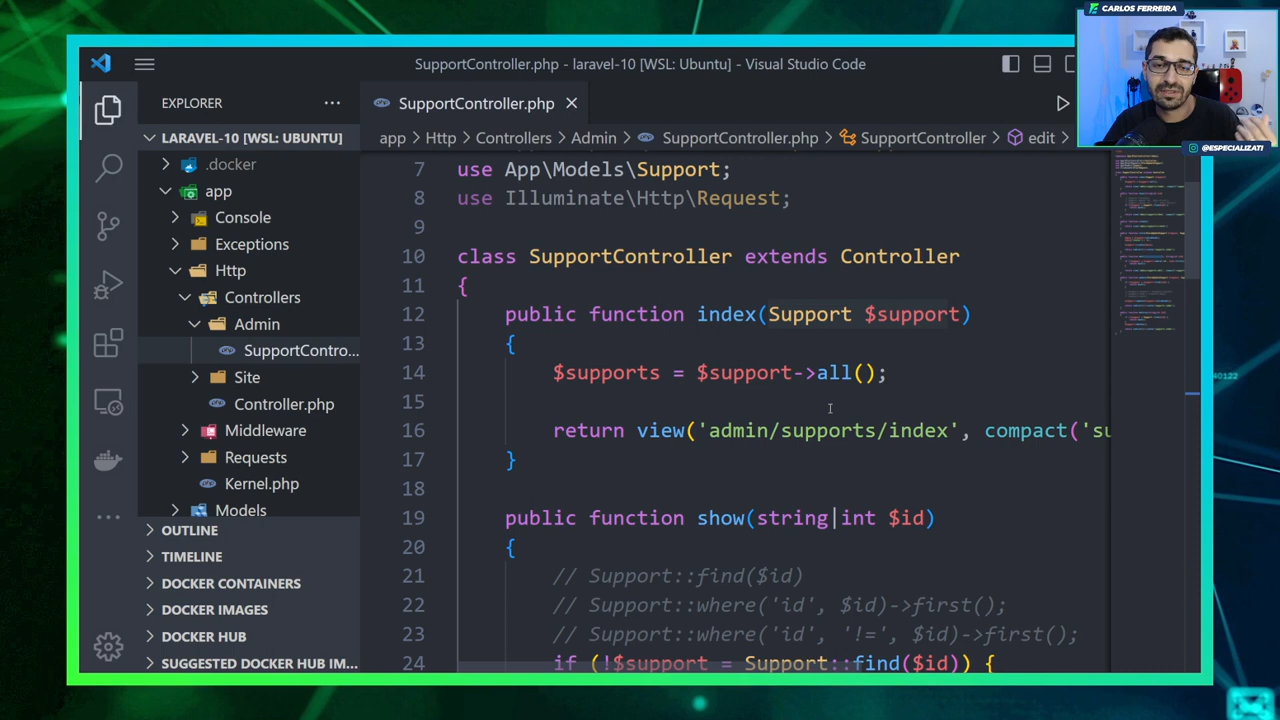 CARLOS FERREIRA
@ESPECIALIZATI
SupportController.php - laravel-10 [WSL: Ubuntu] - Visual Studio Code
EXPLORER
SupportController.php
LARAVEL-10 [WSL: UBUNTU]
app > Http > Controllers > Admin > SupportController.php > SupportController > edit >
.docker
app
Console
Exceptions
Http
Controllers
Admin
SupportContro...
Site
Controller.php
Middleware
Requests
Kernel.php
Models
OUTLINE
TIMELINE
DOCKER CONTAINERS
DOCKER IMAGES
DOCKER HUB
SUGGESTED DOCKER HUB IM...
use App\Models\Support;
8 use Illuminate\Http\Request;
9
10 class SupportController extends Controller
11 {
12 public function index(Support $support)
13 {
14 $supports = $support->all();
15
16 return view('admin/supports/index', compact('su
17 }
18
19 public function show(string|int $id)
20 {
21 // Support::find($id)
22 // Support::where('id', $id)->first();
23 // Support::where('id', '!=', $id)->first();
24 if (!$support = Support::find($id)) {